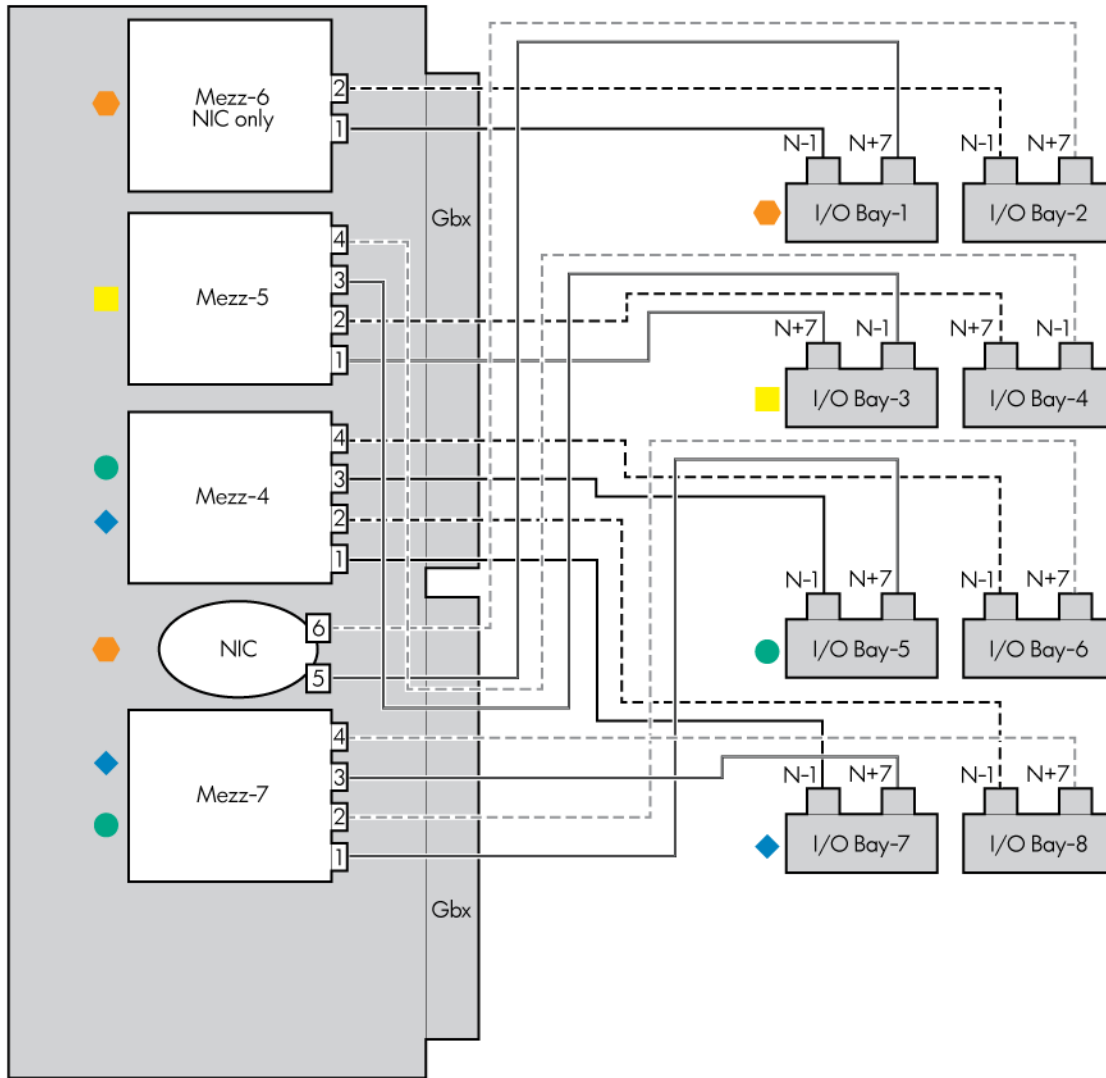 Mezz-6
NIC only
2
1
Gbx
N-1
N+7
N-1
N+7
I/O Bay-1
I/O Bay-2
Mezz-5
4
3
2
1
N+7
N-1
N+7
N-1
I/O Bay-3
I/O Bay-4
Mezz-4
4
3
2
1
N-1
N+7
N-1
N+7
I/O Bay-5
I/O Bay-6
NIC
6
5
Mezz-7
4
3
2
1
N-1
N+7
N-1
N+7
I/O Bay-7
I/O Bay-8
Gbx